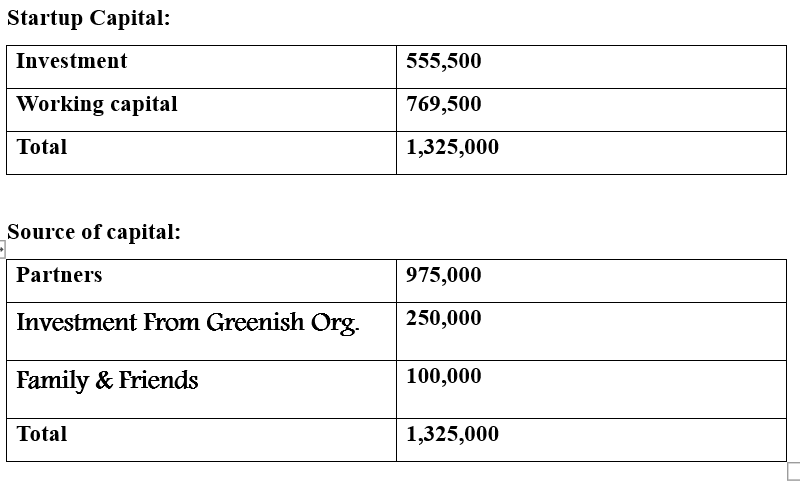 Startup Capital:
Investment 555,500
Working capital 769,500
Total 1,325,000
Source of capital:
Partners 975,000
Investment From Greenish Org. 250,000
Family & Friends 100,000
Total 1,325,000